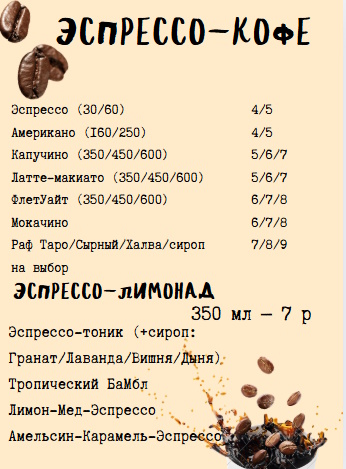 ЭСПРЕССО-КОФЕ
Эспрессо (30/60) 4/5
Американо (I60/250) 4/5
Капучино (350/450/600) 5/6/7
Латте-макиато (350/450/600) 5/6/7
ФлетУайт (350/450/600) 6/7/8
Мокачино 6/7/8
Раф Таро/Сырный/Халва/сироп 7/8/9
на выбор
ЭСПРЕССО-ЛИМОНАД
350 мл – 7 р
Эспрессо-тоник (+сироп:
Гранат/Лаванда/Вишня/Дыня)
Тропический БаМбл
Лимон-Мед-Эспрессо
Амельсин-Карамель-Эспрессо